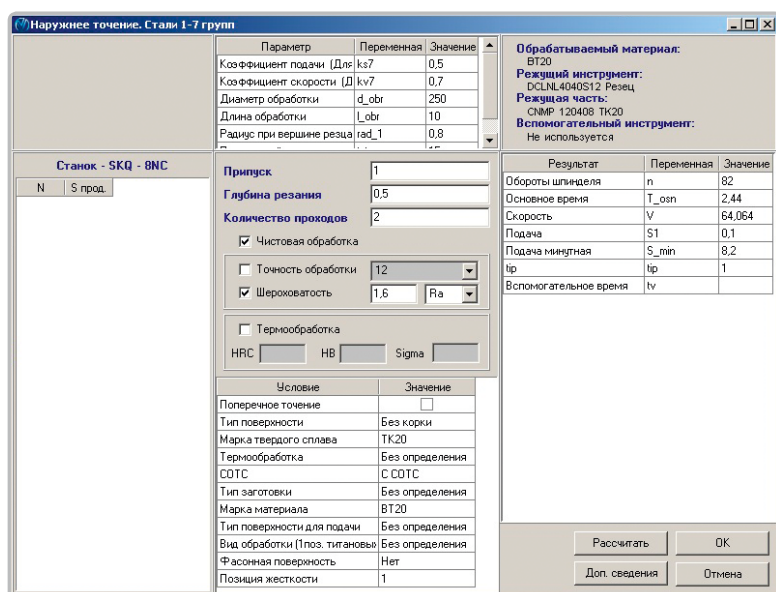 Наружнее точение. Стали 1-7 групп
Параметр Переменная Значение
Коэффициент подачи (Для ks7 0,5
Коэффициент скорости (Д kv7 0,7
Диаметр обработки d_obr 250
Длина обработки l_obr 10
Радиус при вершине резца rad_1 0,8
Обрабатываемый материал:
ВТ20
Режущий инструмент:
DCLNL4040S12 Резец
Режущая часть:
CNMP 120408 TK20
Вспомогательный инструмент:
Не используется
Станок - SKQ - 8NC
N S прод.
Припуск 1
Глубина резания 0,5
Количество проходов 2
Чистовая обработка
Точность обработки 12
Шероховатость 1,6 Ra
Термообработка
HRC HB Sigma
Условие Значение
Поперечное точение
Тип поверхности Без корки
Марка твердого сплава TK20
Термообработка Без определения
СОТС С СОТС
Тип заготовки Без определения
Марка материала ВТ20
Тип поверхности для подачи Без определения
Вид обработки (1поз. титановых Без определения
Фасонная поверхность Нет
Позиция жесткости 1
Результат Переменная Значение
Обороты шпинделя n 82
Основное время T_osn 2,44
Скорость V 64,064
Подача S1 0,1
Подача минутная S_min 8,2
tip tip 1
Вспомогательное время tv
Рассчитать OK
Доп. сведения Отмена